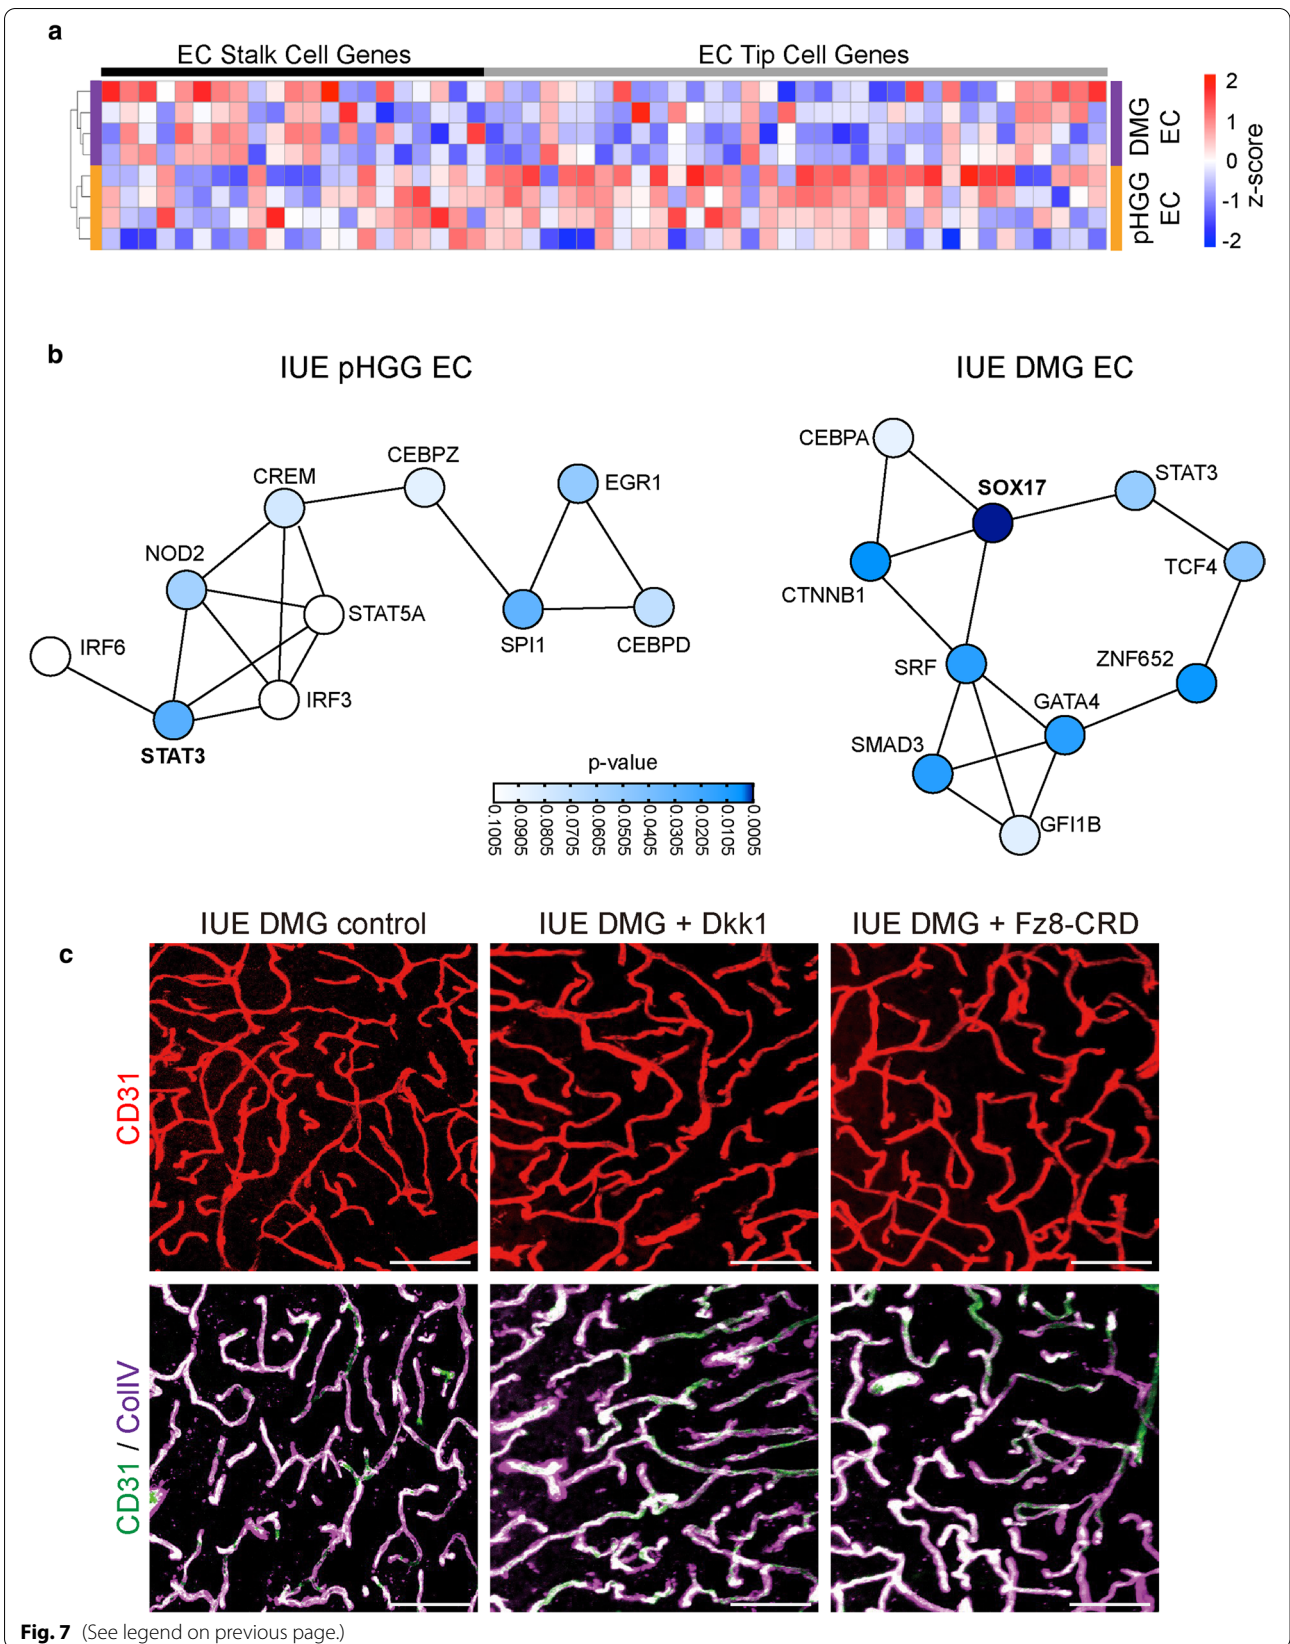 a
EC Stalk Cell Genes
EC Tip Cell Genes
DMG
EC
pHGG
EC
2
1
0
-1
-2
z-score
b
IUE pHGG EC
IUE DMG EC
CEBPZ
CREM
EGR1
NOD2
STAT5A
IRF6
SPI1
CEBPD
IRF3
STAT3
CEBPA
SOX17
STAT3
CTNNB1
TCF4
SRF
ZNF652
GATA4
SMAD3
GFI1B
p-value
0.1005
0.0905
0.0805
0.0705
0.0605
0.0505
0.0405
0.0305
0.0205
0.0105
0.0005
c
IUE DMG control
IUE DMG + Dkk1
IUE DMG + Fz8-CRD
CD31
CD31 / ColIV
Fig. 7 (See legend on previous page.)